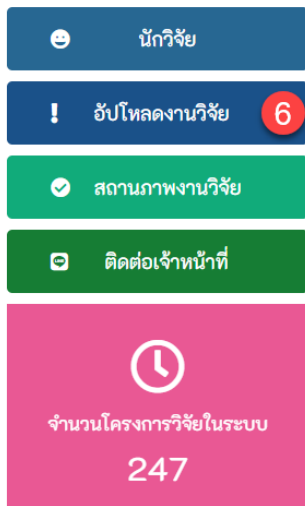 นักวิจัย
! อัปโหลดงานวิจัย 6
สถานภาพงานวิจัย
LINE ติดต่อเจ้าหน้าที่
จำนวนโครงการวิจัยในระบบ
247